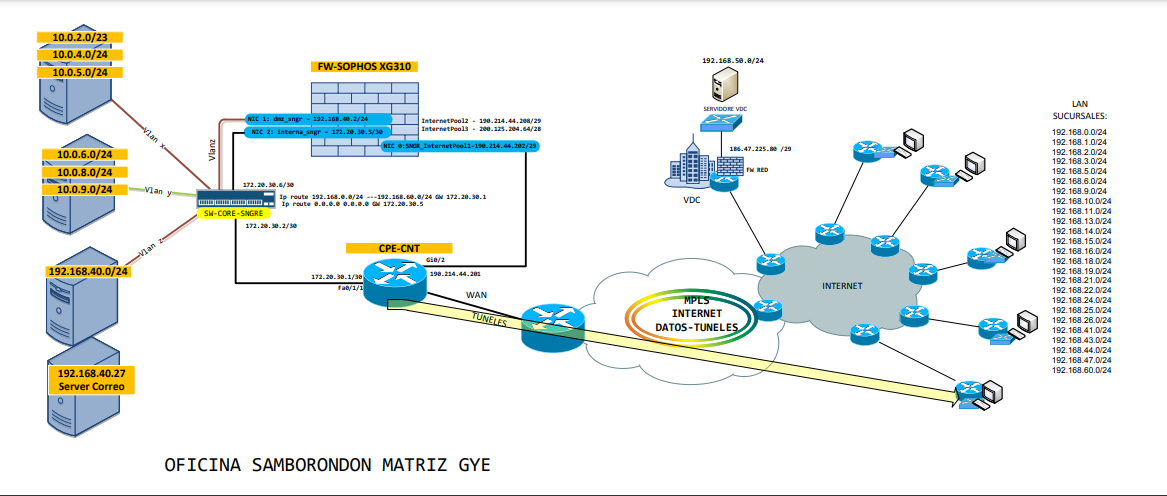 10.0.2.0/23
10.0.4.0/24
10.0.5.0/24
Vlan x
10.0.6.0/24
10.0.8.0/24
10.0.9.0/24
Vlan y
Vlan z
192.168.40.0/24
192.168.40.27
Server Correo
FW-SOPHOS XG310
NIC 1: dmz_sngr - 192.168.40.2/24
NIC 2: interna_sngr - 172.20.30.5/30
NIC 0:SNGR_InternetPool1-190.214.44.202/29
InternetPool2 - 190.214.44.208/29
InternetPool3 - 200.125.204.64/28
Vlanz
172.20.30.6/30
Ip route 192.168.0.0/24 ---192.168.60.0/24 GW 172.20.30.1
Ip route 0.0.0.0 0.0.0.0 GW 172.20.30.5
SW-CORE-SNGRE
172.20.30.2/30
CPE-CNT
Gi0/2
190.214.44.201
172.20.30.1/30
Fa0/1/1
WAN
TUNELES
MPLS
INTERNET
DATOS-TUNELES
192.168.50.0/24
SERVIDORE VDC
186.47.225.80 /29
FW RED
VDC
INTERNET
LAN
SUCURSALES:
192.168.0.0/24
192.168.1.0/24
192.168.2.0/24
192.168.3.0/24
192.168.5.0/24
192.168.6.0/24
192.168.9.0/24
192.168.10.0/24
192.168.11.0/24
192.168.13.0/24
192.168.14.0/24
192.168.15.0/24
192.168.16.0/24
192.168.18.0/24
192.168.19.0/24
192.168.21.0/24
192.168.22.0/24
192.168.24.0/24
192.168.25.0/24
192.168.26.0/24
192.168.41.0/24
192.168.43.0/24
192.168.44.0/24
192.168.47.0/24
192.168.60.0/24
OFICINA SAMBORONDON MATRIZ GYE